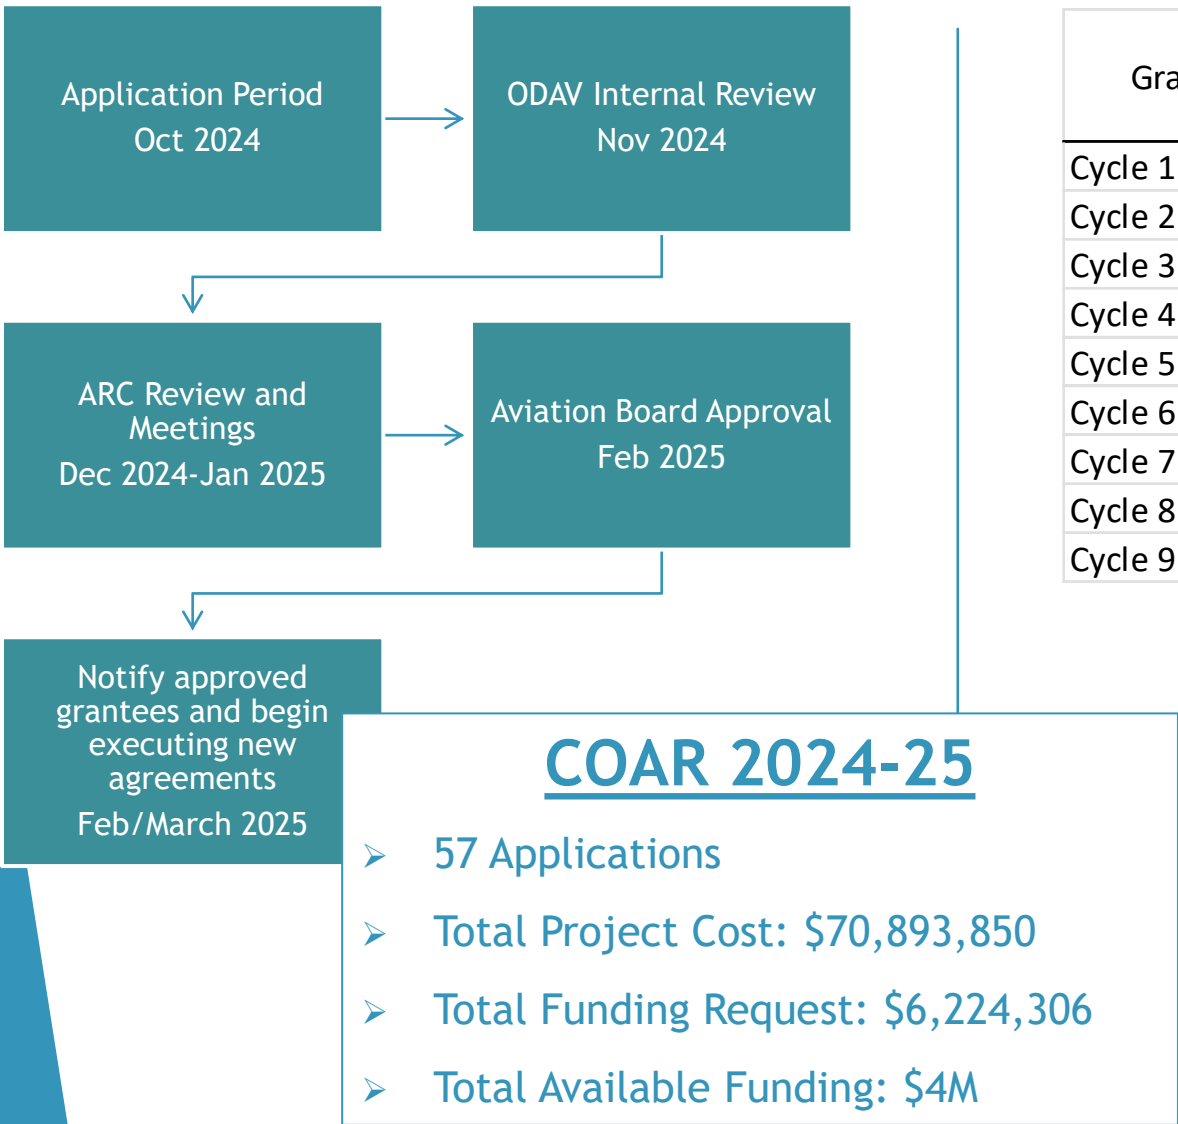 Application Period
Oct 2024
ODAV Internal Review
Nov 2024
ARC Review and
Meetings
Dec 2024-Jan 2025
Aviation Board Approval
Feb 2025
Notify approved
grantees and begin
executing new
agreements
Feb/March 2025
Gra
Cycle 1
Cycle 2
Cycle 3
Cycle 4
Cycle 5
Cycle 6
Cycle 7
Cycle 8
Cycle 9
COAR 2024-25
➢ 57 Applications
➢ Total Project Cost: $70,893,850
➢ Total Funding Request: $6,224,306
➢ Total Available Funding: $4M